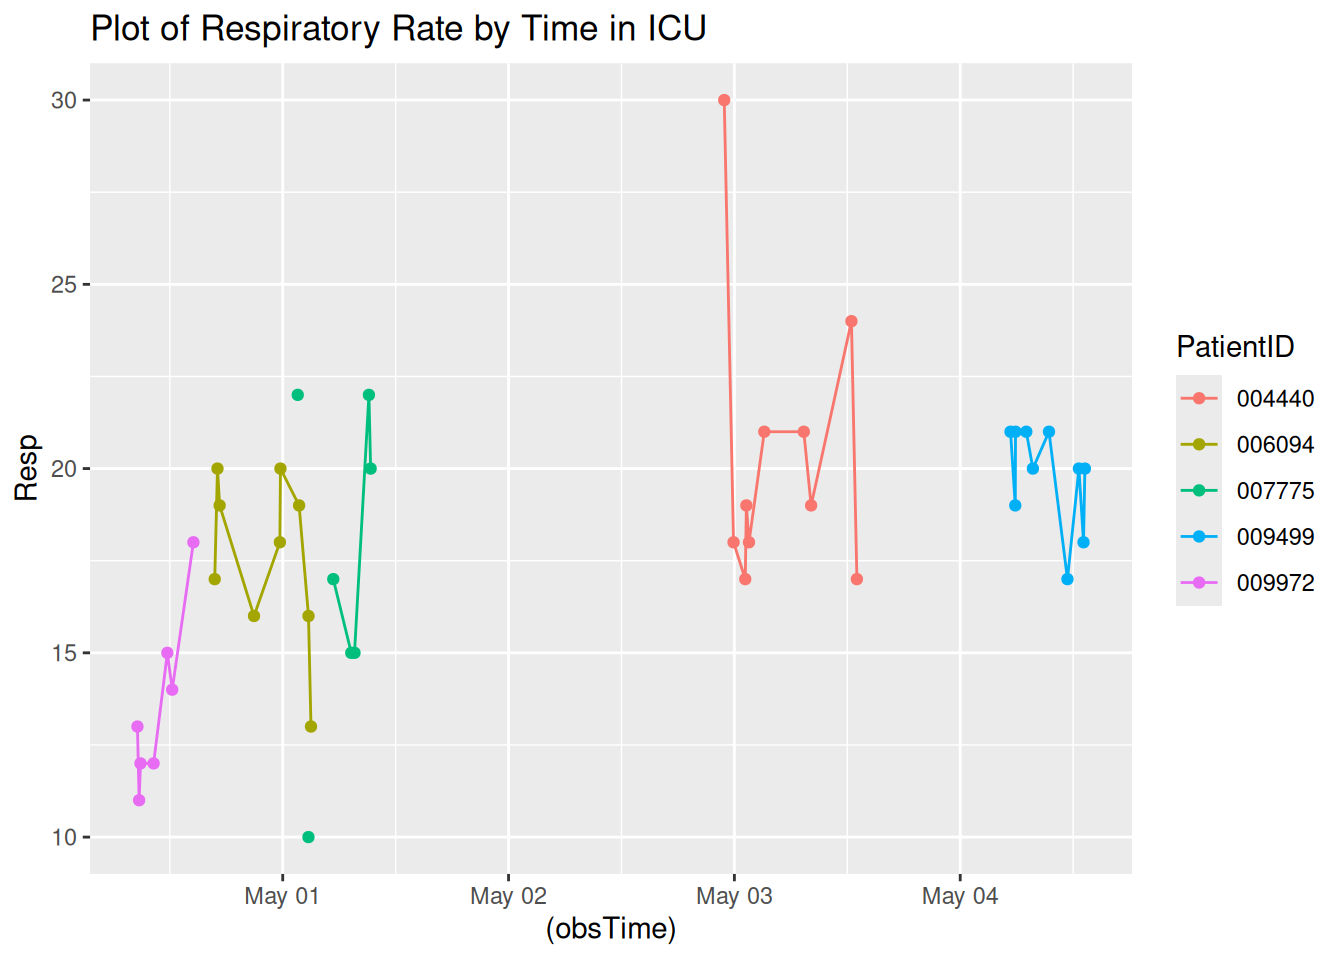 Plot of Respiratory Rate by Time in ICU
30
25
20
15
10
Resp
May 01
May 02
May 03
May 04
(obsTime)
PatientID
004440
006094
007775
009499
009972